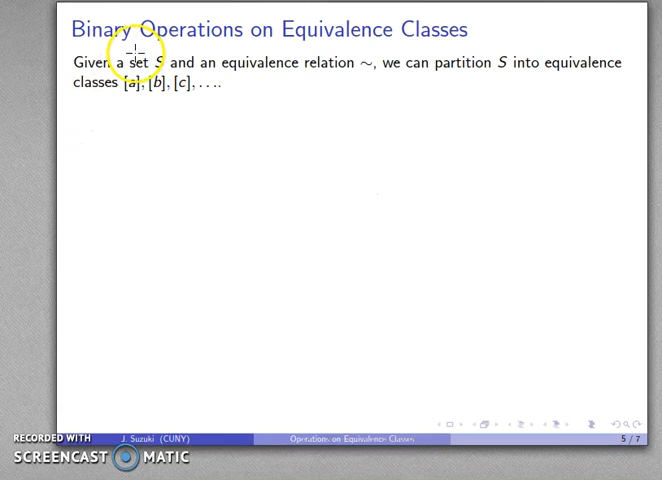 Binary Operations on Equivalence Classes
Given a set S and an equivalence relation ∼, we can partition S into equivalence
classes [a], [b], [c], . . ..
RECORDED WITH
SCREENCAST MATIC
J. Suzuki (CUNY)
Operations on Equivalence Classes
5 / 7